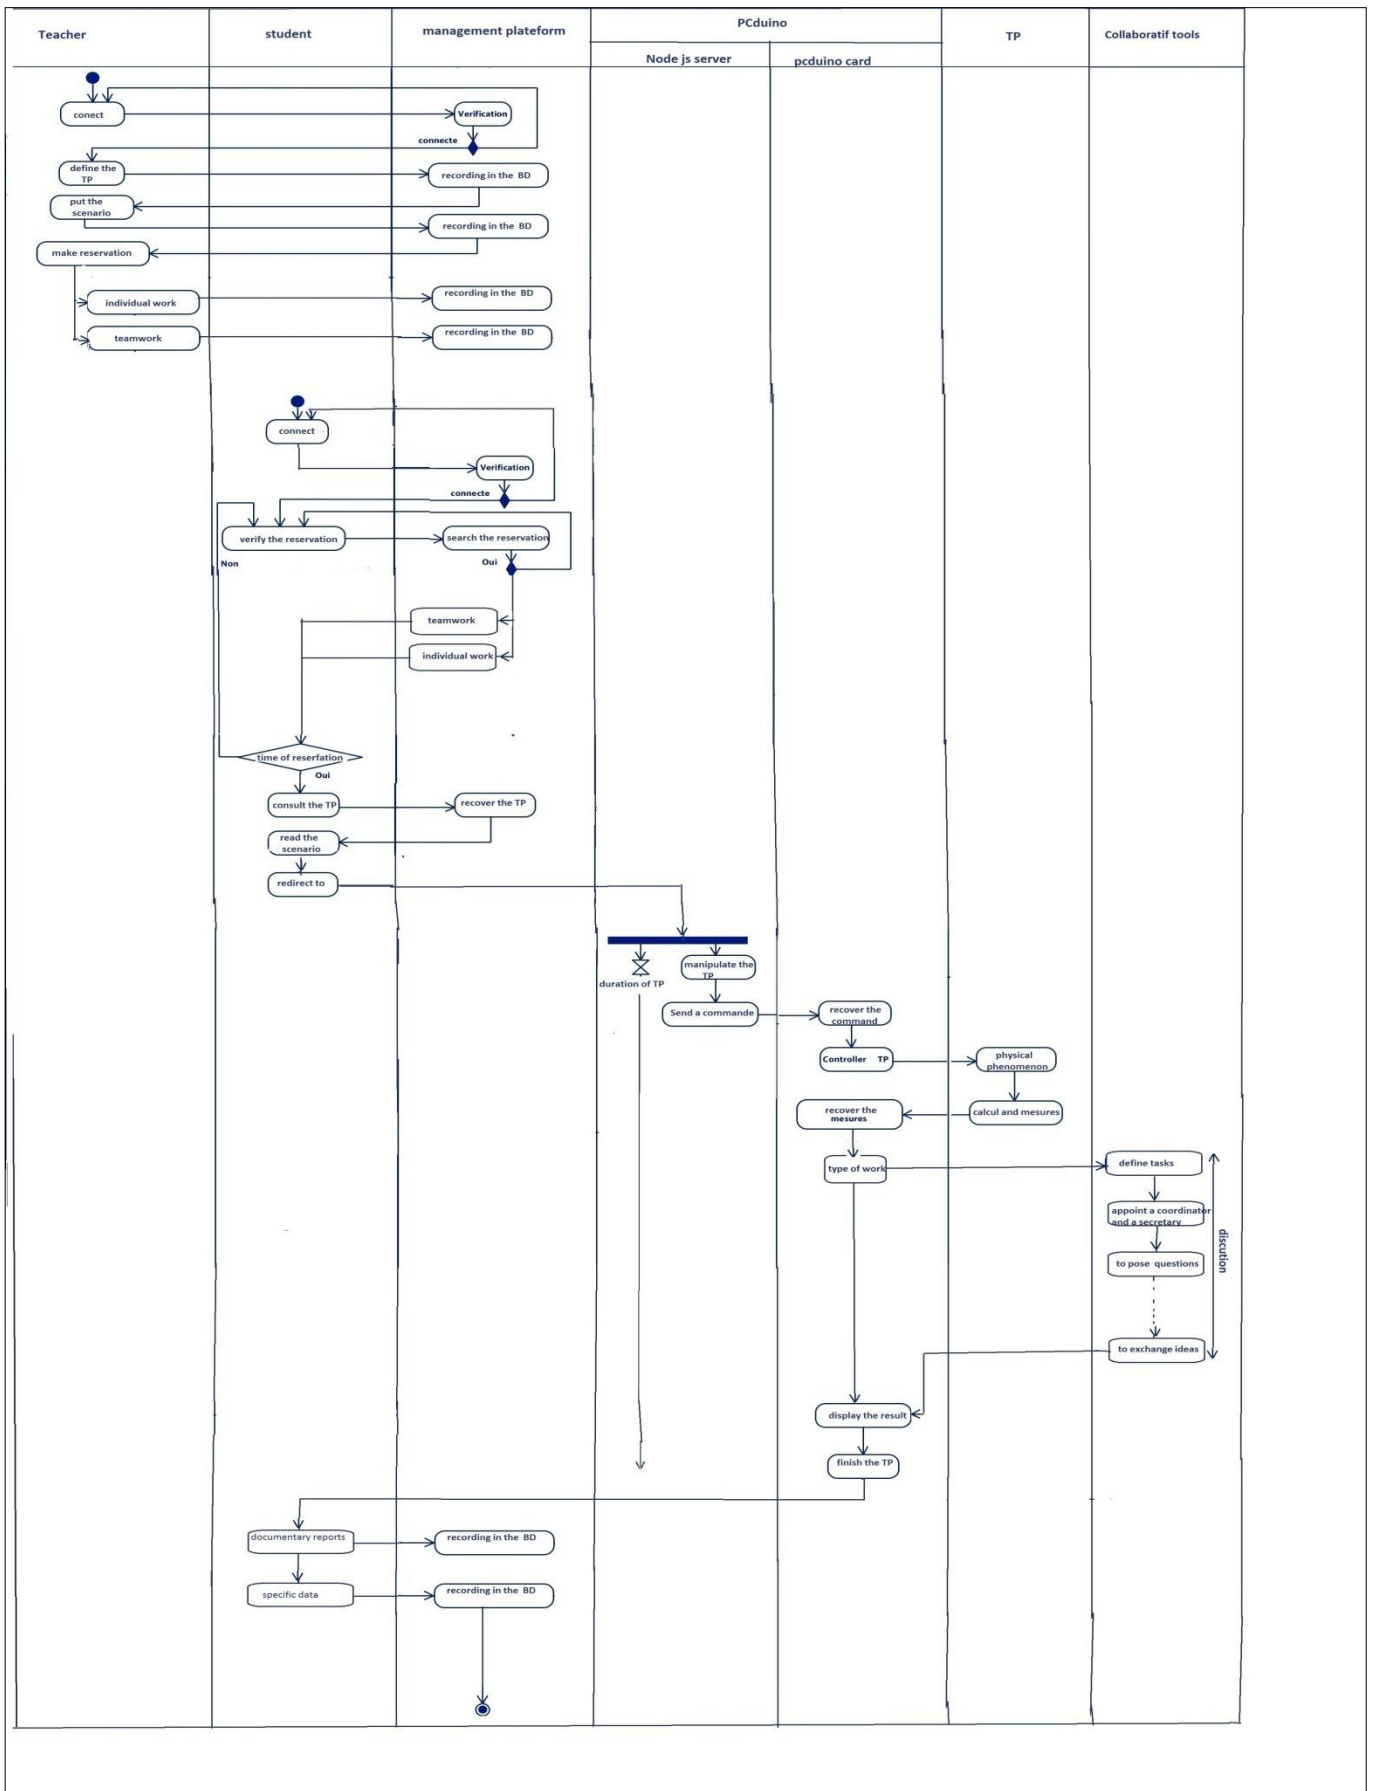 Teacher
student
management plateform
PCduino
Node js server
pcduino card
TP
Collaboratif tools
conect
Verification
connecte
define the
TP
recording in the BD
put the
scenario
recording in the BD
make reservation
individual work
recording in the BD
teamwork
recording in the BD
connect
Verification
connecte
verify the reservation
search the reservation
Non
Oui
teamwork
individual work
time of reserfation
Oui
consult the TP
recover the TP
read the
scenario
redirect to
manipulate the
TP
duration of TP
Send a commande
recover the
command
Controller TP
physical
phenomenon
calcul and mesures
recover the
mesures
type of work
define tasks
appoint a coordinator
and a secretary
discution
to pose questions
to exchange ideas
display the result
finish the TP
documentary reports
recording in the BD
specific data
recording in the BD